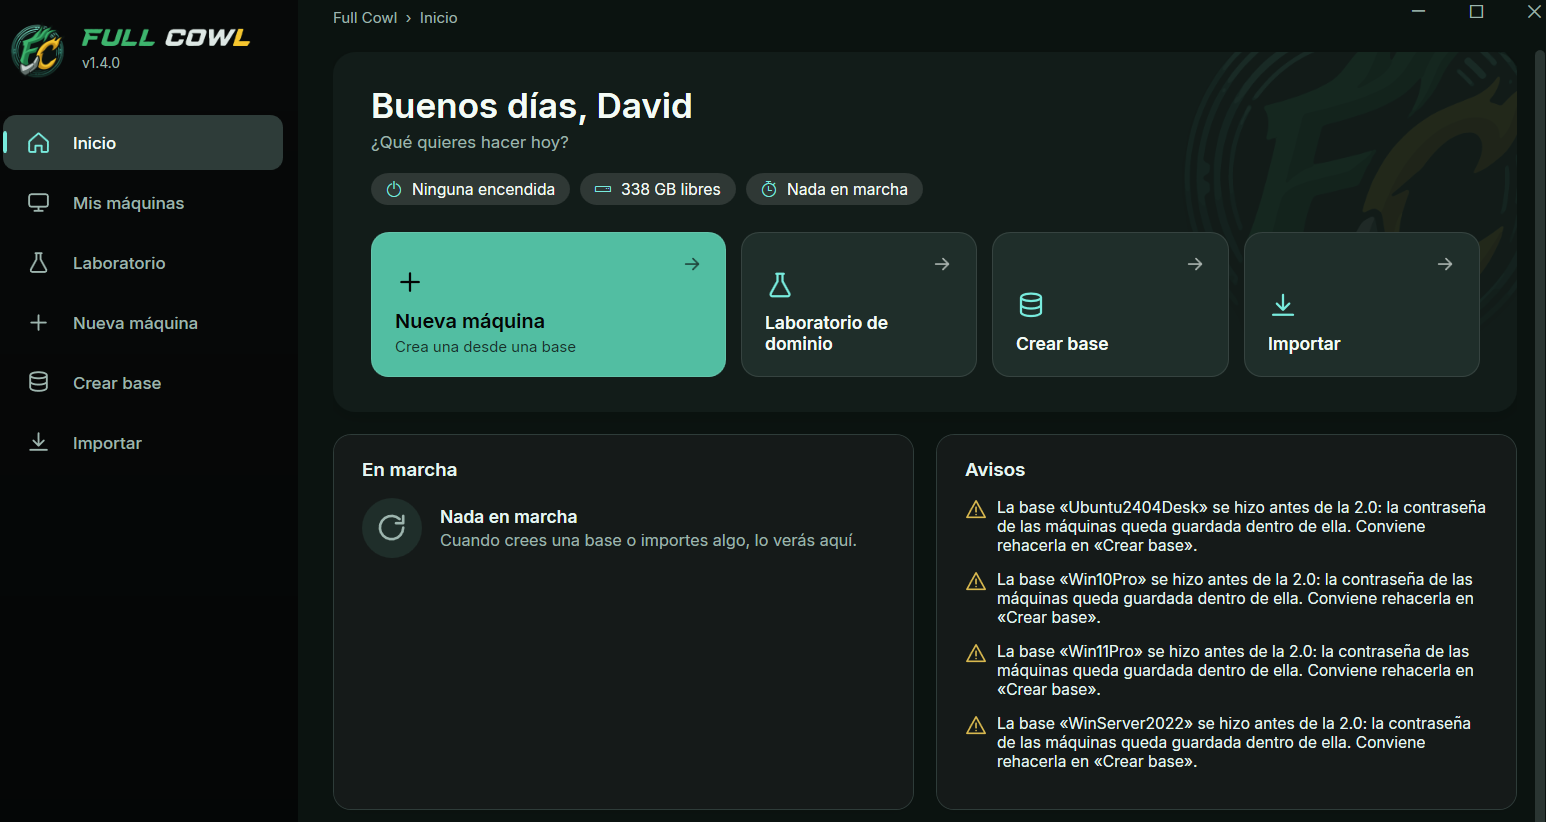 FULL COWL
v1.4.0
Inicio
Mis máquinas
Laboratorio
Nueva máquina
Crear base
Importar
Full Cowl › Inicio
Buenos días, David
¿Qué quieres hacer hoy?
Ninguna encendida
338 GB libres
Nada en marcha
Nueva máquina
Crea una desde una base
Laboratorio de
dominio
Crear base
Importar
En marcha
Nada en marcha
Cuando crees una base o importes algo, lo verás aquí.
Avisos
La base «Ubuntu2404Desk» se hizo antes de la 2.0: la contraseña
de las máquinas queda guardada dentro de ella. Conviene
rehacerla en «Crear base».
La base «Win10Pro» se hizo antes de la 2.0: la contraseña de las
máquinas queda guardada dentro de ella. Conviene rehacerla en
«Crear base».
La base «Win11Pro» se hizo antes de la 2.0: la contraseña de las
máquinas queda guardada dentro de ella. Conviene rehacerla en
«Crear base».
La base «WinServer2022» se hizo antes de la 2.0: la contraseña
de las máquinas queda guardada dentro de ella. Conviene
rehacerla en «Crear base».